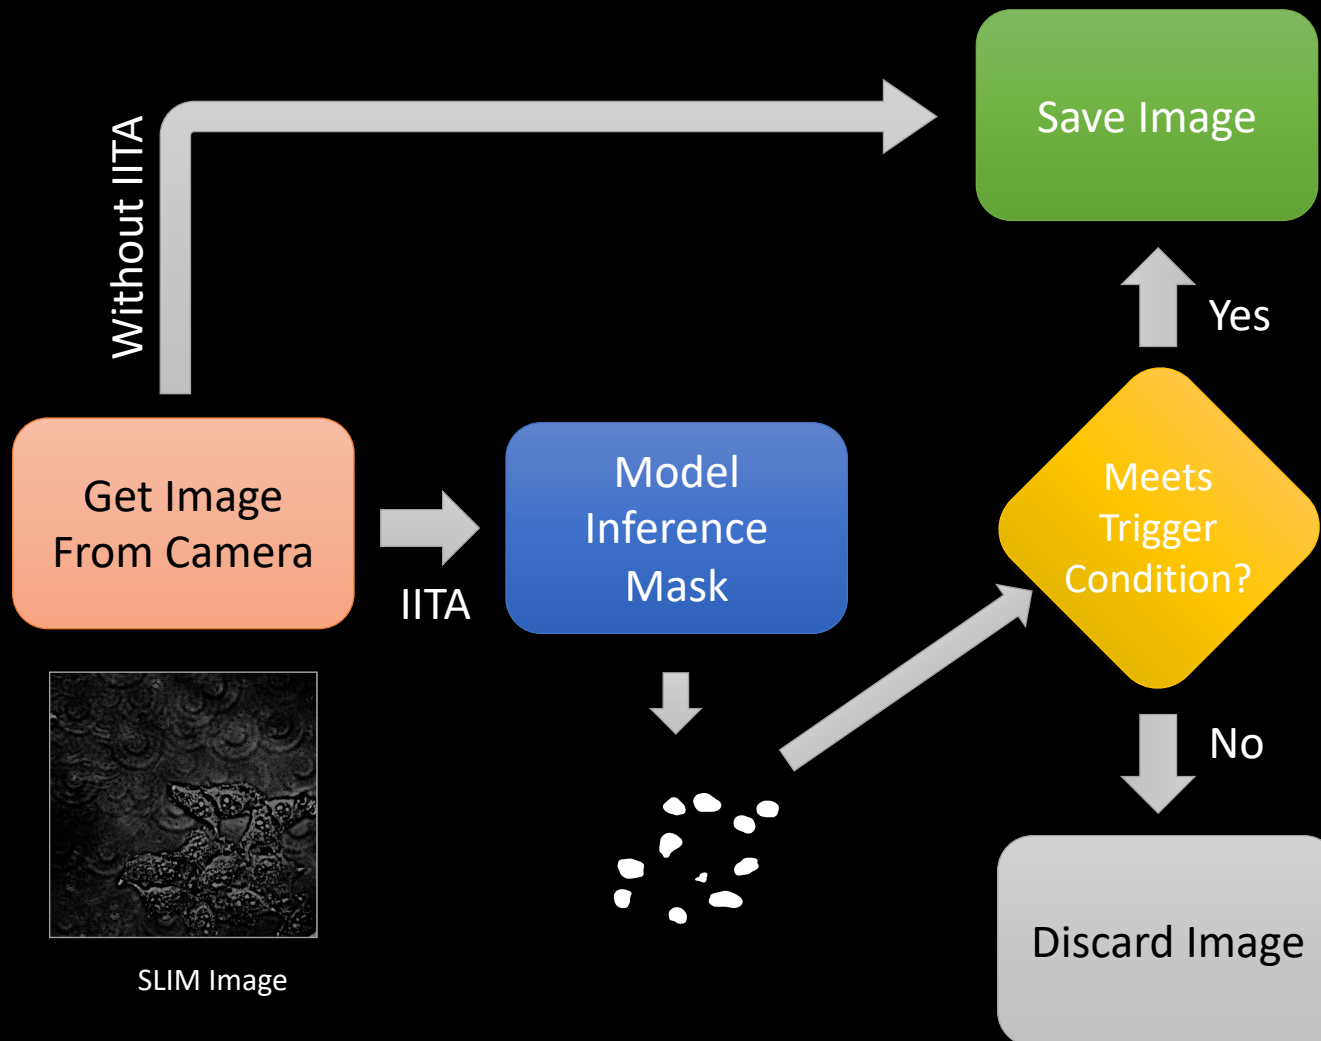 Save Image
Without IITA
Yes
Get Image
From Camera
IITA
Model
Inference
Mask
Meets
Trigger
Condition?
No
Discard Image
SLIM Image